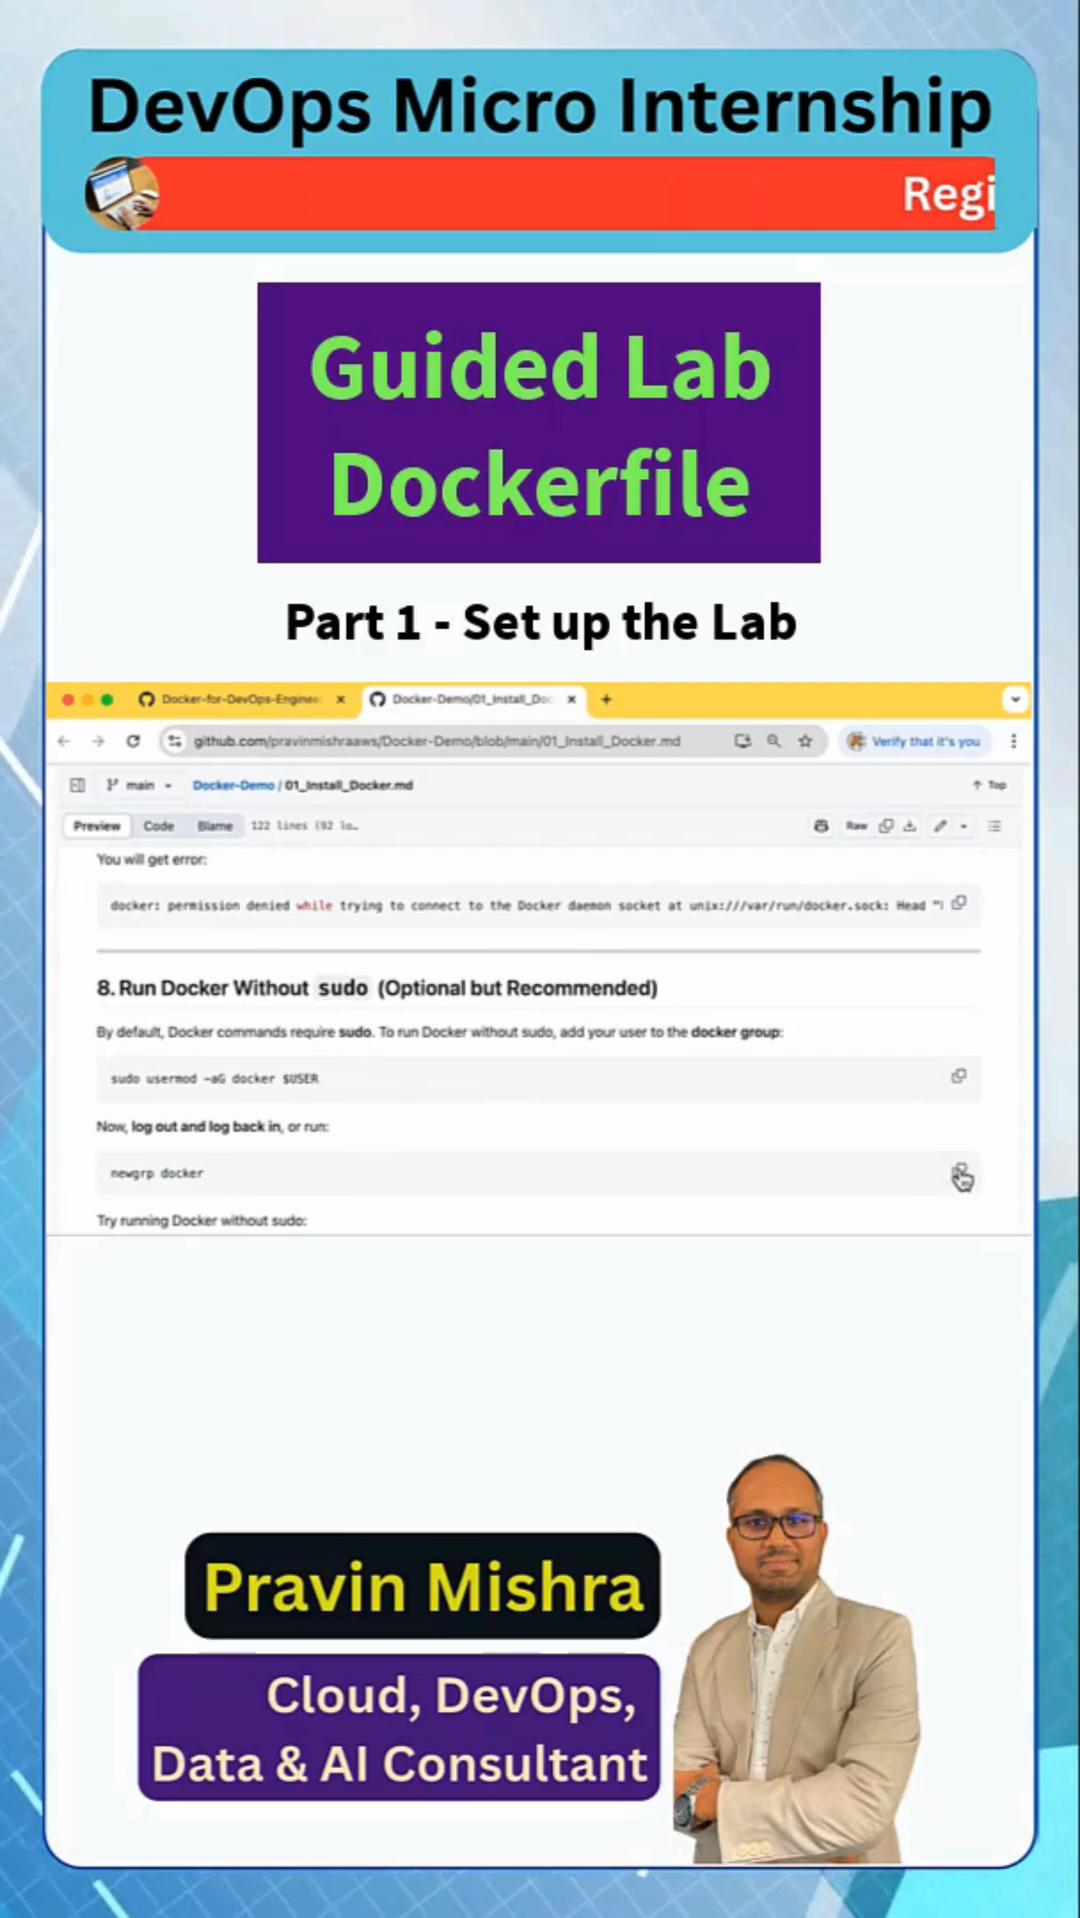 DevOps Micro Internship
Regi
Guided Lab
Dockerfile
Part 1 - Set up the Lab
Docker-for-DevOps-Enginee
Docker-Demo/01_Install_Doc
github.com/pravinmishraaws/Docker-Demo/blob/main/01_Install_Docker.md
Verify that it's you
main
Docker-Demo / 01_Install_Docker.md
Top
Preview Code Blame 122 lines (92 lo...
Raw
You will get error:
docker: permission denied while trying to connect to the Docker daemon socket at unix:///var/run/docker.sock: Head "
8. Run Docker Without sudo (Optional but Recommended)
By default, Docker commands require sudo. To run Docker without sudo, add your user to the docker group:
sudo usermod -aG docker $USER
Now, log out and log back in, or run:
newgrp docker
Try running Docker without sudo:
Pravin Mishra
Cloud, DevOps,
Data & AI Consultant